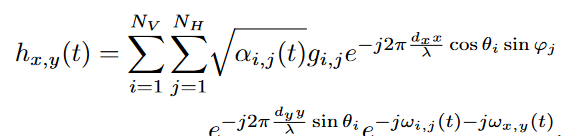 h_{x,y}(t) = \sum_{i=1}^{N_V} \sum_{j=1}^{N_H} \sqrt{\alpha_{i,j}(t)} g_{i,j} e^{-j2\pi \frac{d_x x}{\lambda} \cos\theta_i \sin\varphi_j}
e^{-j2\pi \frac{d_y y}{\lambda} \sin\theta_i} e^{-j\omega_{i,j}(t)-j\omega_{x,y}(t)}.